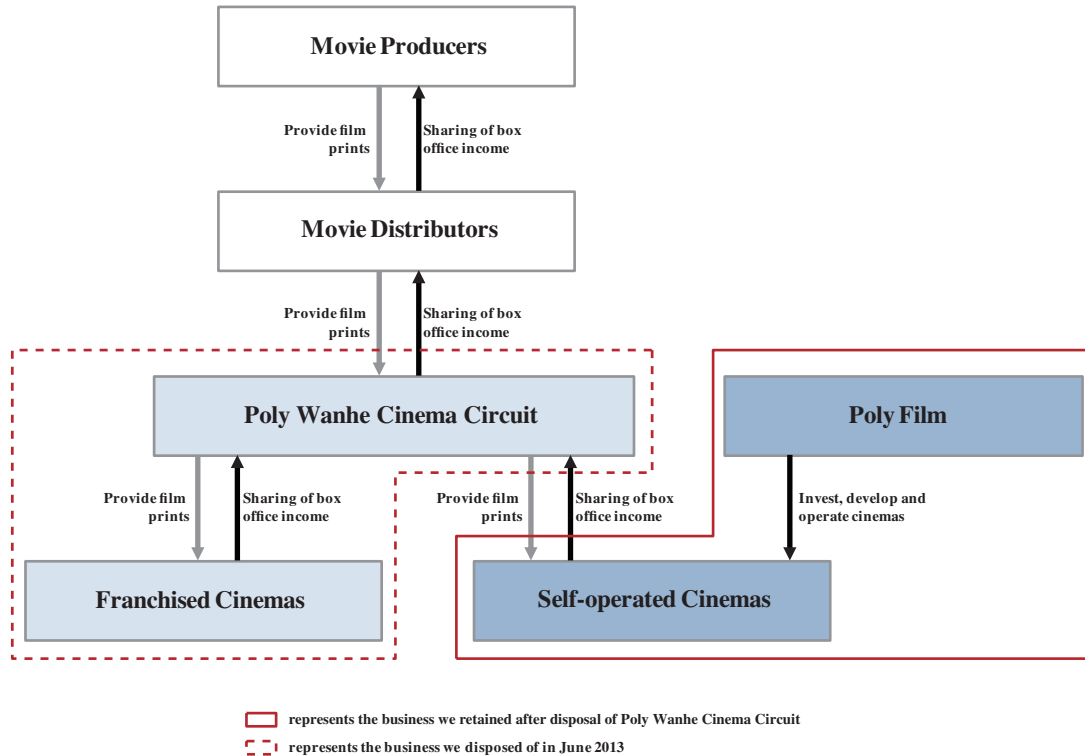 Movie Producers
Provide film
prints
Sharing of box
office income
Movie Distributors
Provide film
prints
Sharing of box
office income
Poly Wanhe Cinema Circuit
Poly Film
Provide film
prints
Sharing of box
office income
Provide film
prints
Sharing of box
office income
Invest, develop and
operate cinemas
Franchised Cinemas
Self-operated Cinemas
represents the business we retained after disposal of Poly Wanhe Cinema Circuit
represents the business we disposed of in June 2013